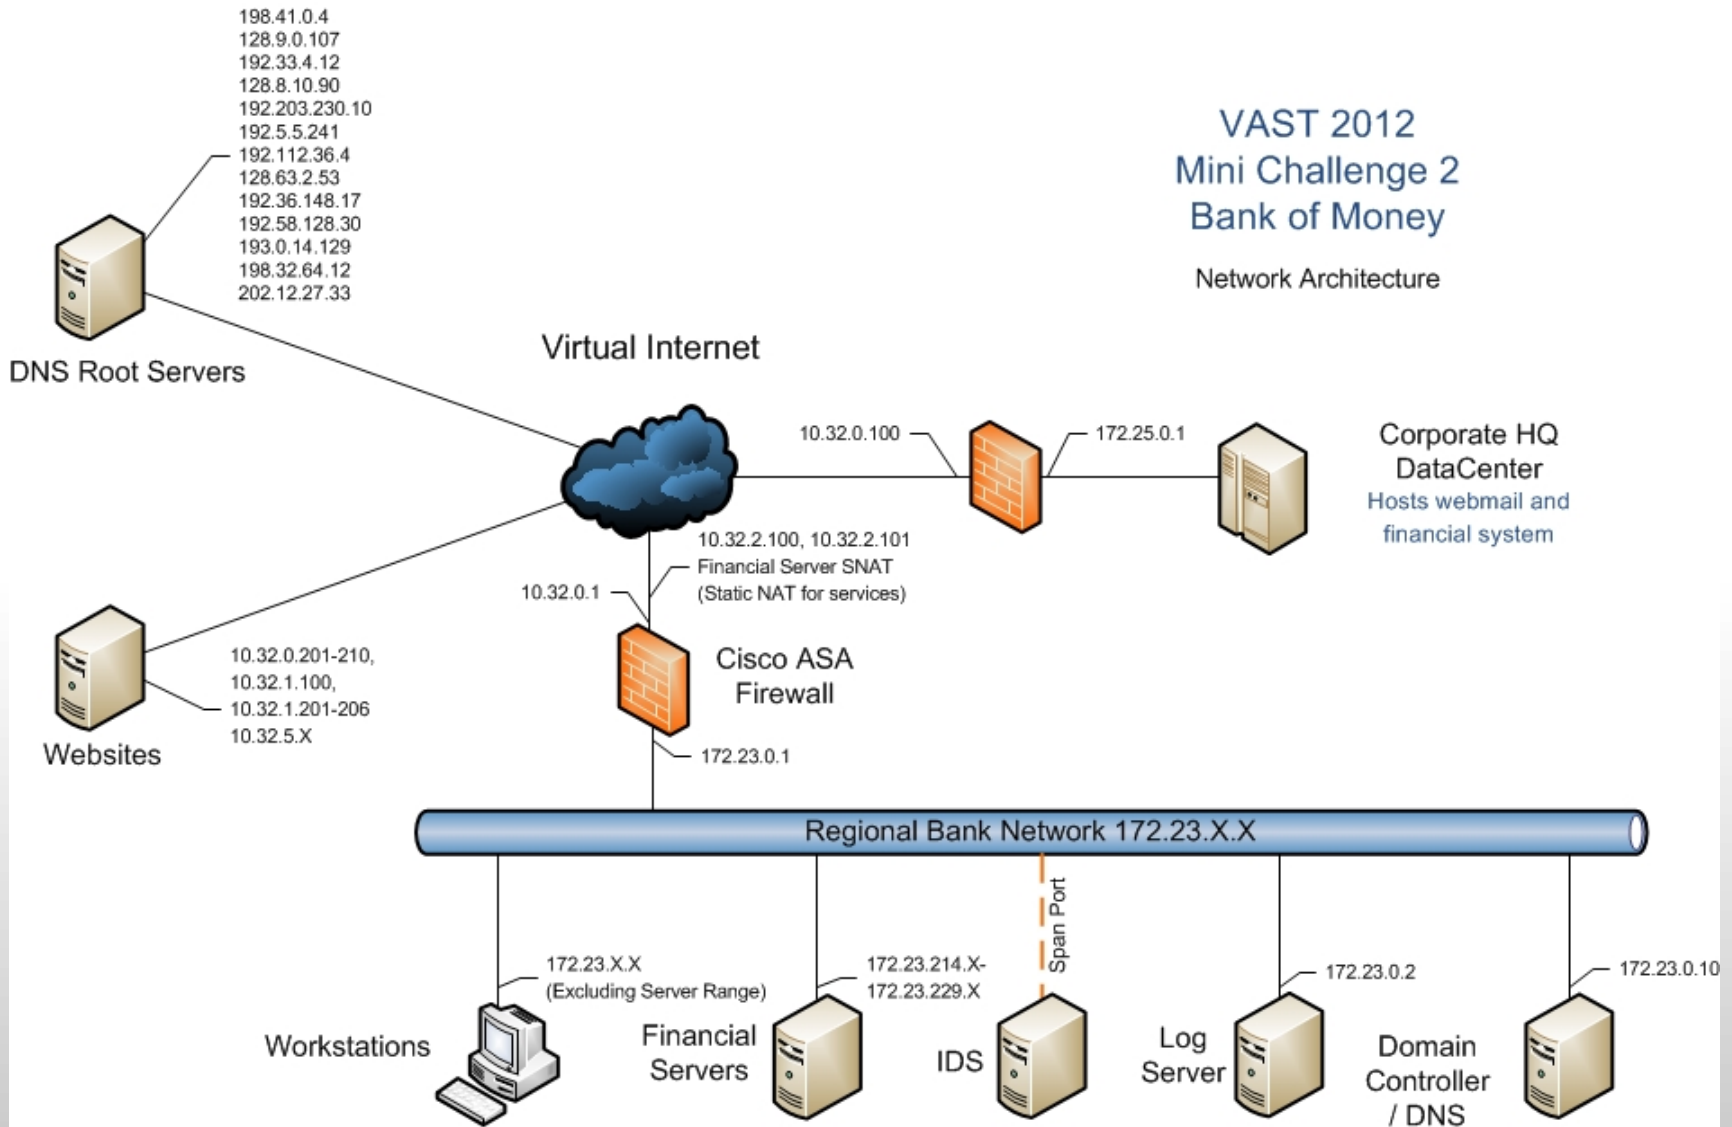 198.41.0.4
128.9.0.107
192.33.4.12
128.8.10.90
192.203.230.10
192.5.5.241
192.112.36.4
128.63.2.53
192.36.148.17
192.58.128.30
193.0.14.129
198.32.64.12
202.12.27.33
DNS Root Servers
VAST 2012
Mini Challenge 2
Bank of Money
Network Architecture
Virtual Internet
10.32.0.100
172.25.0.1
Corporate HQ
DataCenter
Hosts webmail and
financial system
10.32.2.100, 10.32.2.101
Financial Server SNAT
(Static NAT for services)
10.32.0.1
Cisco ASA
Firewall
172.23.0.1
10.32.0.201-210,
10.32.1.100,
10.32.1.201-206
10.32.5.X
Websites
Regional Bank Network 172.23.X.X
172.23.X.X
(Excluding Server Range)
Workstations
172.23.214.X-
172.23.229.X
Financial
Servers
Span Port
IDS
172.23.0.2
Log
Server
172.23.0.10
Domain
Controller
/ DNS